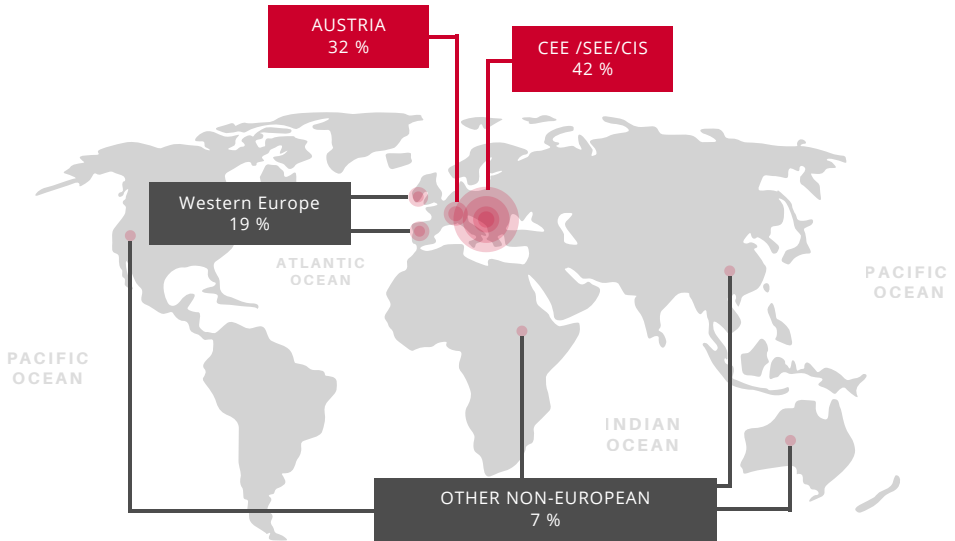 AUSTRIA
32 %
CEE /SEE/CIS
42 %
Western Europe
19 %
ATLANTIC
OCEAN
PACIFIC
OCEAN
PACIFIC
OCEAN
INDIAN
OCEAN
OTHER NON-EUROPEAN
7 %